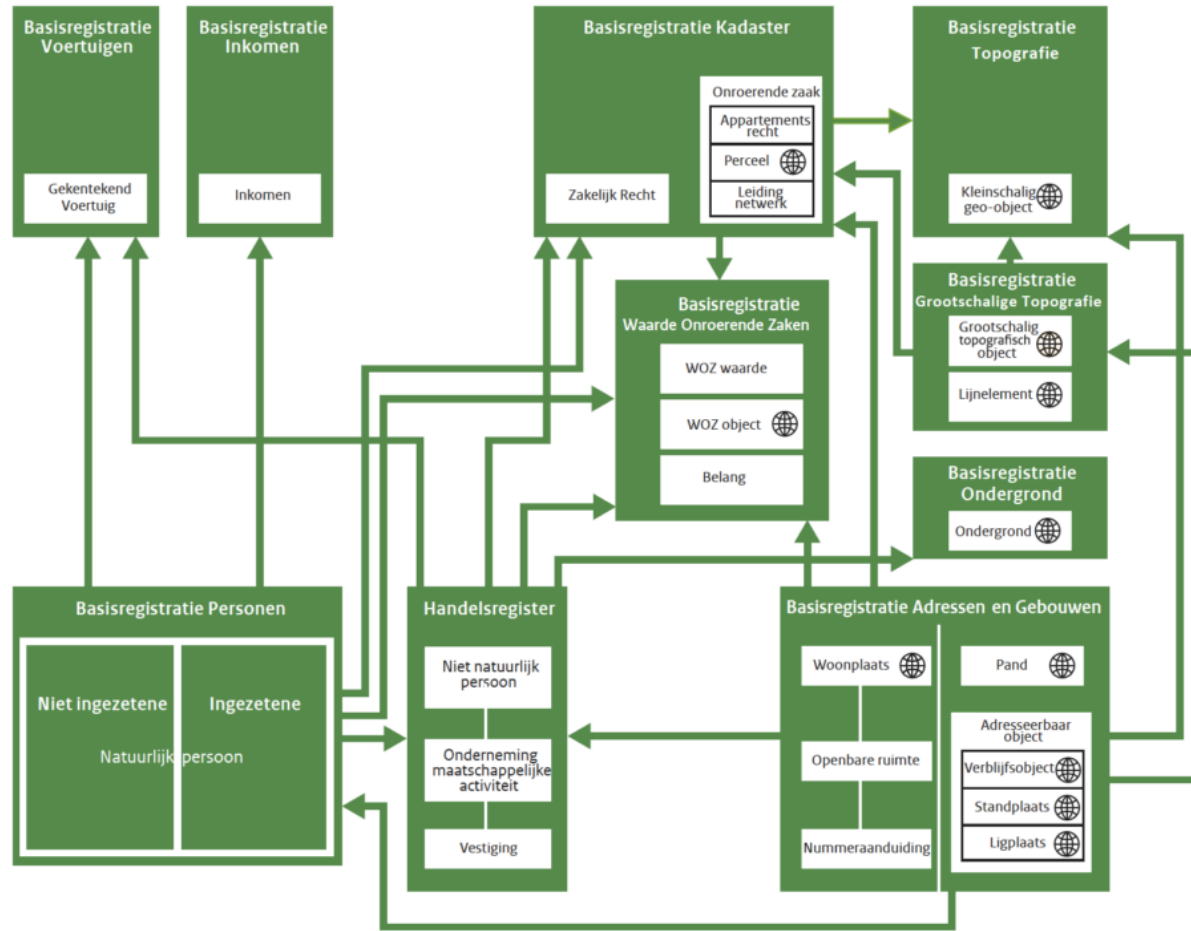 Basisregistratie
Voertuigen
Gekentekend
Voertuig
Basisregistratie
Inkomen
Inkomen
Basisregistratie Kadaster
Zakelijk Recht
Onroerende zaak
Appartements
recht
Perceel
Leiding
netwerk
Basisregistratie
Topografie
Kleinschalig
geo-object
Basisregistratie
Waarde Onroerende Zaken
WOZ waarde
WOZ object
Belang
Basisregistratie
Grootschalige Topografie
Grootschalig
topografisch
object
Lijnelement
Basisregistratie
Ondergrond
Ondergrond
Basisregistratie Personen
Niet ingezetene
Ingezetene
Natuurlijk persoon
Handelsregister
Niet natuurlijk
persoon
Onderneming
maatschappelijke
activiteit
Vestiging
Basisregistratie Adressen en Gebouwen
Woonplaats
Openbare ruimte
Nummeraanduiding
Pand
Adresseerbaar
object
Verblijfsobject
Standplaats
Ligplaats